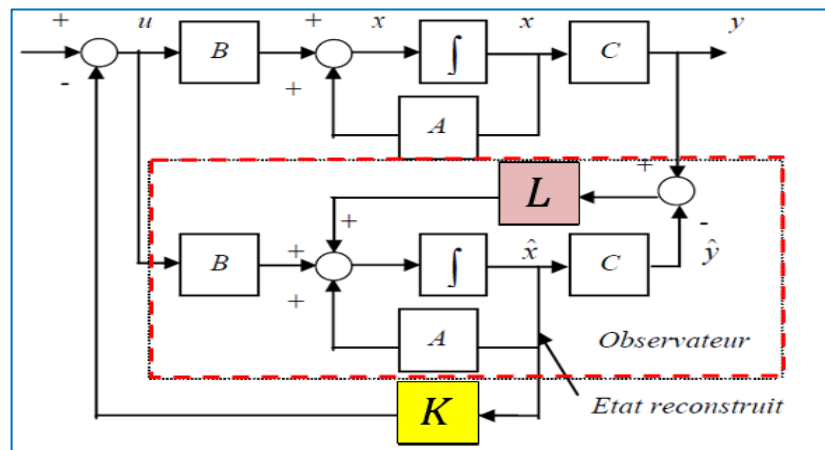 + u + x x y
B ∫ C
- +
A
+
L
+ -
B + ∫ x̂ C ŷ
+
A Observateur
K Etat reconstruit